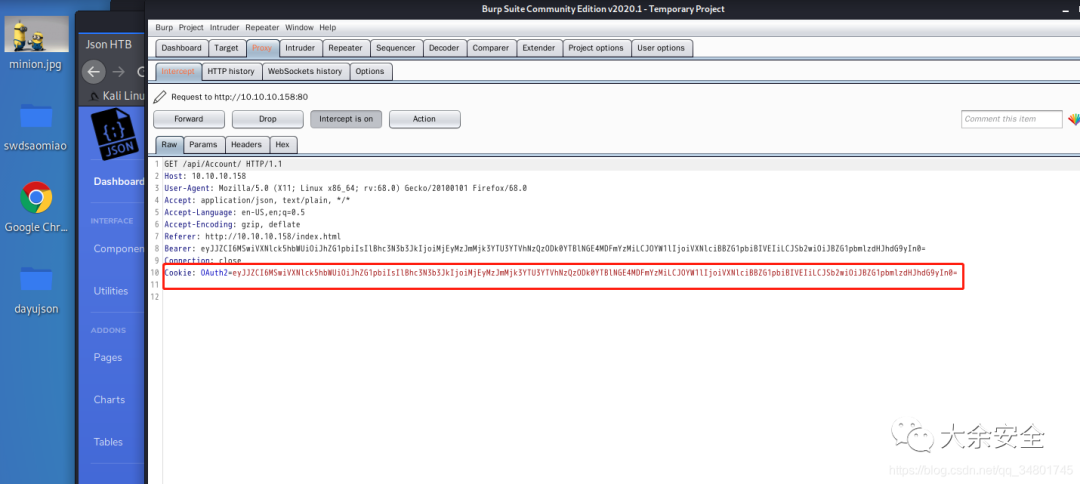 Burp Suite Community Edition v2020.1 - Temporary Project
Burp Project Intruder Repeater Window Help
Dashboard Target Proxy Intruder Repeater Sequencer Decoder Comparer Extender Project options User options
Intercept HTTP history WebSockets history Options
Request to http://10.10.10.158:80
Forward Drop Intercept is on Action
Comment this item
Raw Params Headers Hex
1 GET /api/Account/ HTTP/1.1
2 Host: 10.10.10.158
3 User-Agent: Mozilla/5.0 (X11; Linux x86_64; rv:68.0) Gecko/20100101 Firefox/68.0
4 Accept: application/json, text/plain, */*
5 Accept-Language: en-US,en;q=0.5
6 Accept-Encoding: gzip, deflate
7 Referer: http://10.10.10.158/index.html
8 Bearer: eyJJZCI6MSwiVXNlck5hbWUiOiJhZG1pbiIsIlBhc3N3b3JkIjoiMjEyMzJmMjk3YTU3YTVhNzQzODk0YTBlNGE4MDFmYzMiLCJOYW1lIjoiVXNlciBBZG1pbiBIVEIiLCJSb2wiOiJBZG1pbmlzdHJhdG9yIn0=
9 Connection: close
10 Cookie: OAuth2=eyJJZCI6MSwiVXNlck5hbWUiOiJhZG1pbiIsIlBhc3N3b3JkIjoiMjEyMzJmMjk3YTU3YTVhNzQzODk0YTBlNGE4MDFmYzMiLCJOYW1lIjoiVXNlciBBZG1pbiBIVEIiLCJSb2wiOiJBZG1pbmlzdHJhdG9yIn0=
11
12
minion.jpg
swdsaomiao
Google Chr...
dayujson
Json HTB
Kali Linu
JSON
Dashboard
INTERFACE
Componen
Utilities
ADDONS
Pages
Charts
Tables
大余安全
https://blog.csdn.net/qq_34801745